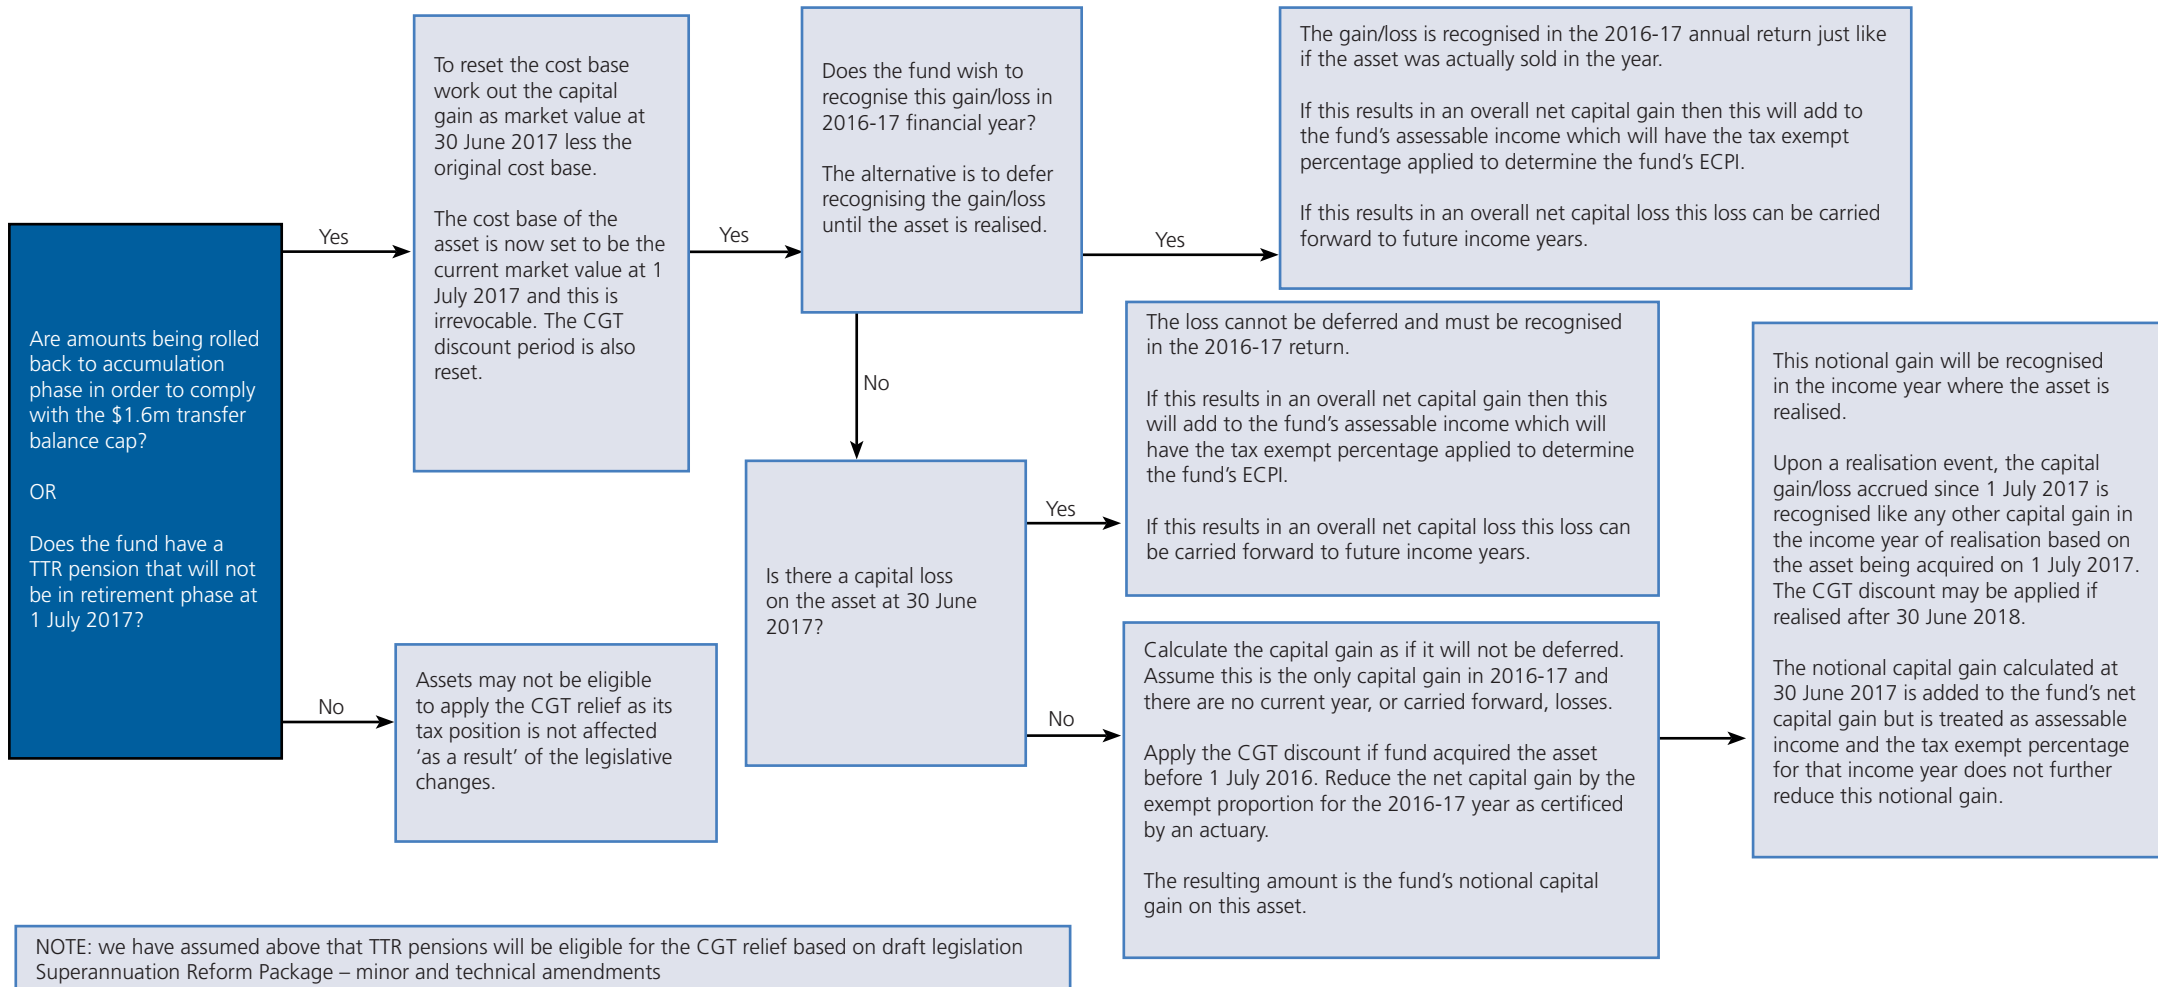 Are amounts being rolled
back to accumulation
phase in order to comply
with the $1.6m transfer
balance cap?
OR
Does the fund have a
TTR pension that will not
be in retirement phase at
1 July 2017?
Yes
To reset the cost base
work out the capital
gain as market value at
30 June 2017 less the
original cost base.
The cost base of the
asset is now set to be the
current market value at 1
July 2017 and this is
irrevocable. The CGT
discount period is also
reset.
Yes
Does the fund wish to
recognise this gain/loss in
2016-17 financial year?
The alternative is to defer
recognising the gain/loss
until the asset is realised.
Yes
The gain/loss is recognised in the 2016-17 annual return just like
if the asset was actually sold in the year.
If this results in an overall net capital gain then this will add to
the fund’s assessable income which will have the tax exempt
percentage applied to determine the fund’s ECPI.
If this results in an overall net capital loss this loss can be carried
forward to future income years.
No
Is there a capital loss
on the asset at 30 June
2017?
Yes
The loss cannot be deferred and must be recognised
in the 2016-17 return.
If this results in an overall net capital gain then this
will add to the fund’s assessable income which will
have the tax exempt percentage applied to determine
the fund’s ECPI.
If this results in an overall net capital loss this loss can
be carried forward to future income years.
No
Calculate the capital gain as if it will not be deferred.
Assume this is the only capital gain in 2016-17 and
there are no current year, or carried forward, losses.
Apply the CGT discount if fund acquired the asset
before 1 July 2016. Reduce the net capital gain by the
exempt proportion for the 2016-17 year as certificed
by an actuary.
The resulting amount is the fund’s notional capital
gain on this asset.
This notional gain will be recognised
in the income year where the asset is
realised.
Upon a realisation event, the capital
gain/loss accrued since 1 July 2017 is
recognised like any other capital gain in
the income year of realisation based on
the asset being acquired on 1 July 2017.
The CGT discount may be applied if
realised after 30 June 2018.
The notional capital gain calculated at
30 June 2017 is added to the fund’s net
capital gain but is treated as assessable
income and the tax exempt percentage
for that income year does not further
reduce this notional gain.
No
Assets may not be eligible
to apply the CGT relief as its
tax position is not affected
‘as a result’ of the legislative
changes.
NOTE: we have assumed above that TTR pensions will be eligible for the CGT relief based on draft legislation
Superannuation Reform Package – minor and technical amendments